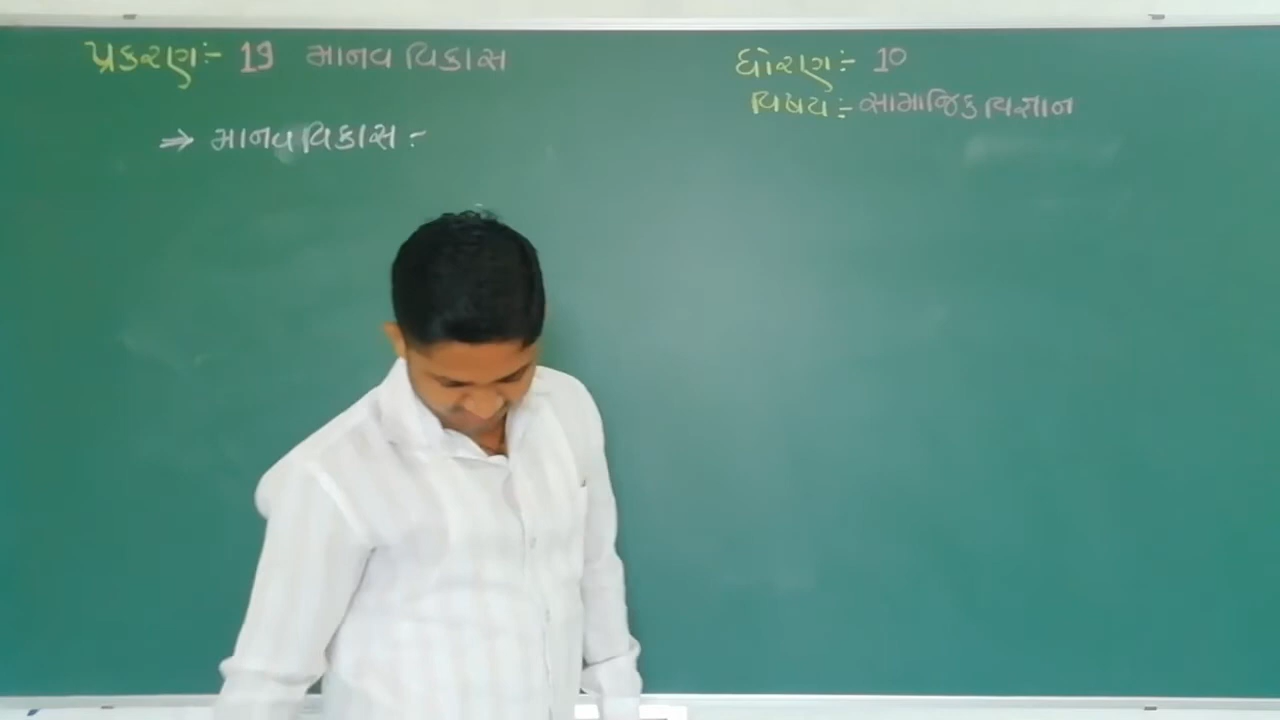 પ્રકરણ:- 19 માનવ વિકાસ
ધોરણ:- 10
વિષય:- સામાજિક વિજ્ઞાન
⇒ માનવ વિકાસ :-